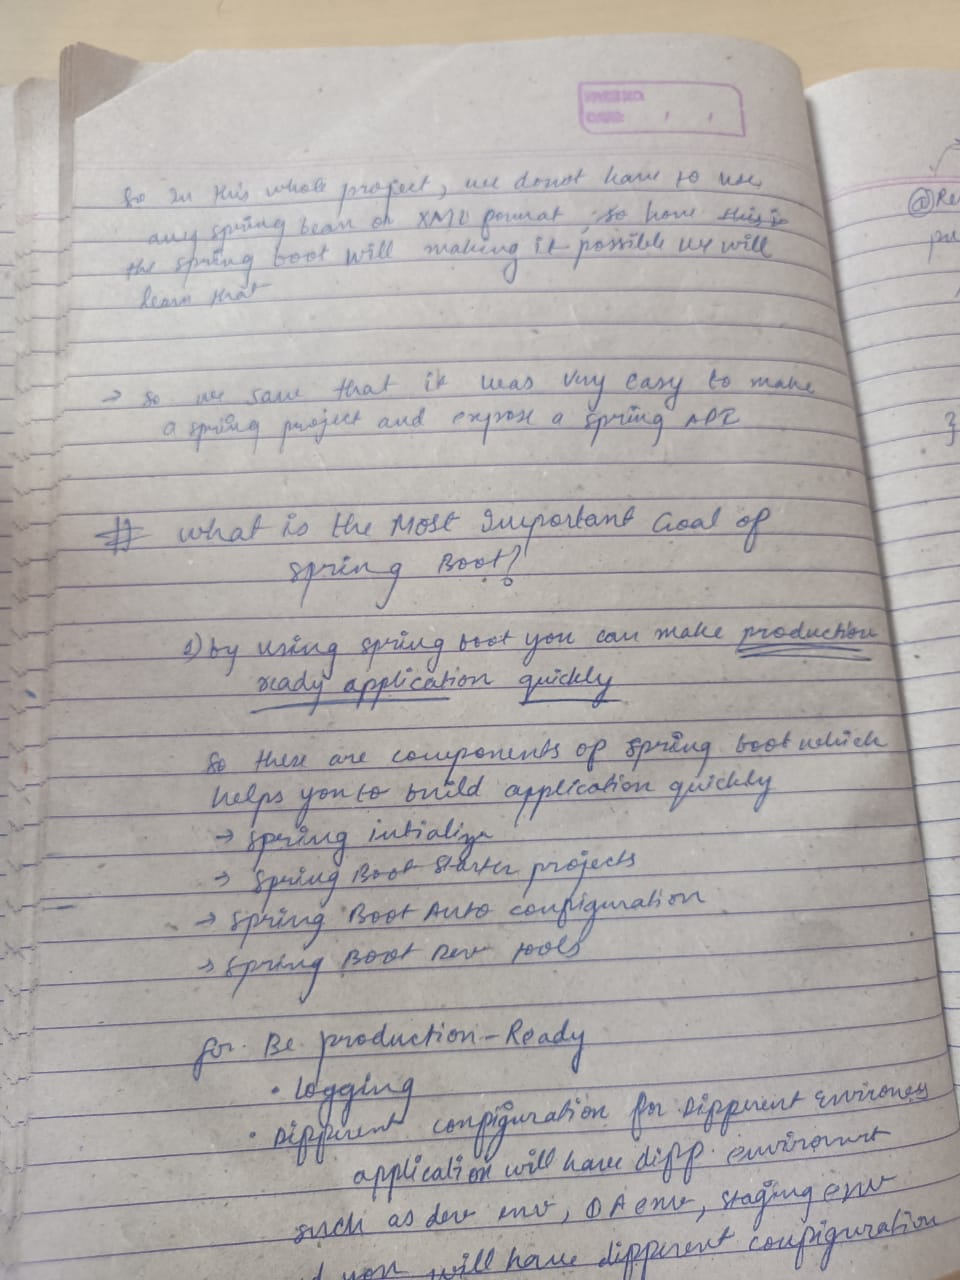 PAGE NO.
DATE: / /
So In this whole project, we donot have to use
any spring bean or XML format. so how this is
the spring boot will making it possible we will
learn that
→ So we saw that it was very easy to make
a spring project and expose a spring API
# What is the Most Important Goal of
Spring Boot?
1) by using spring boot you can make production
ready application quickly
So these are components of spring boot which
helps you to build application quickly
→ Spring intialize
→ Spring Boot Starter projects
→ Spring Boot Auto configuration
→ Spring Boot Dev tools
for Be production-Ready
• Logging
• Different configuration for Different Environmes
application will have diff. enviroment
such as dev env, QA env, staging env
you will have different configuration
@Re
}